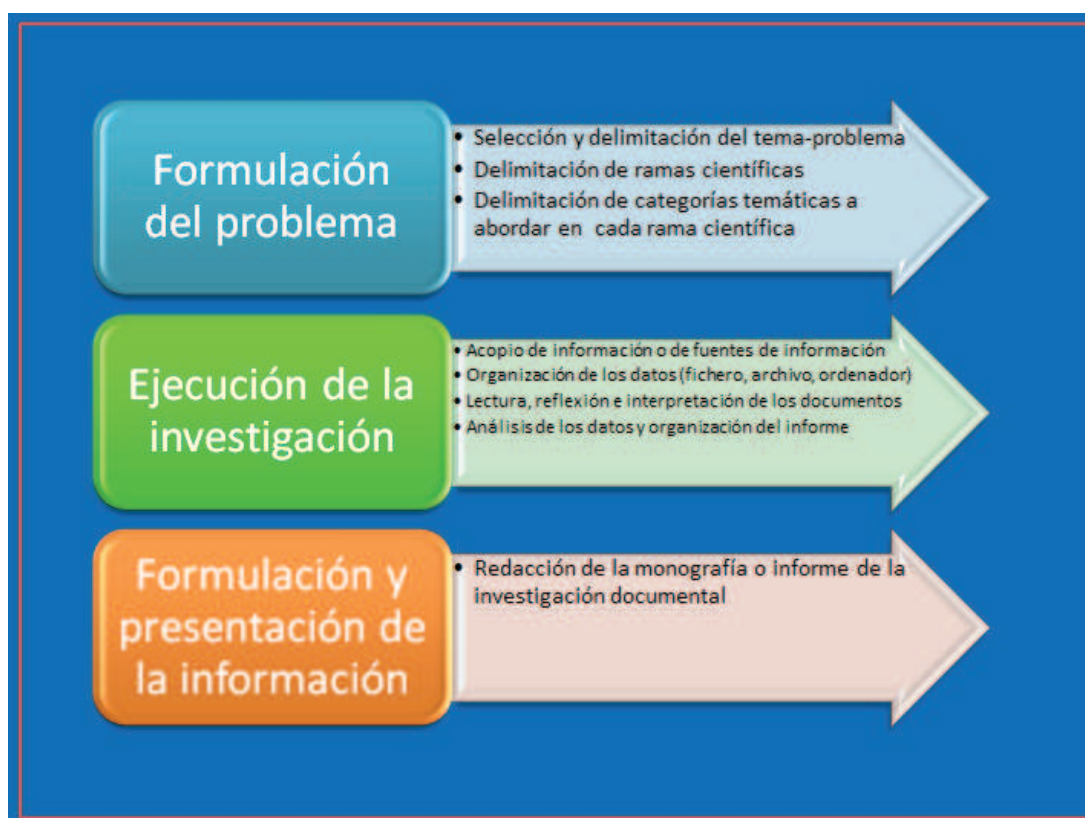 Formulación
del problema
• Selección y delimitación del tema-problema
• Delimitación de ramas científicas
• Delimitación de categorías temáticas a
abordar en cada rama científica
Ejecución de la
investigación
• Acopio de información o de fuentes de información
• Organización de los datos (fichero, archivo, ordenador)
• Lectura, reflexión e interpretación de los documentos
• Análisis de los datos y organización del informe
Formulación y
presentación de
la información
• Redacción de la monografía o informe de la
investigación documental